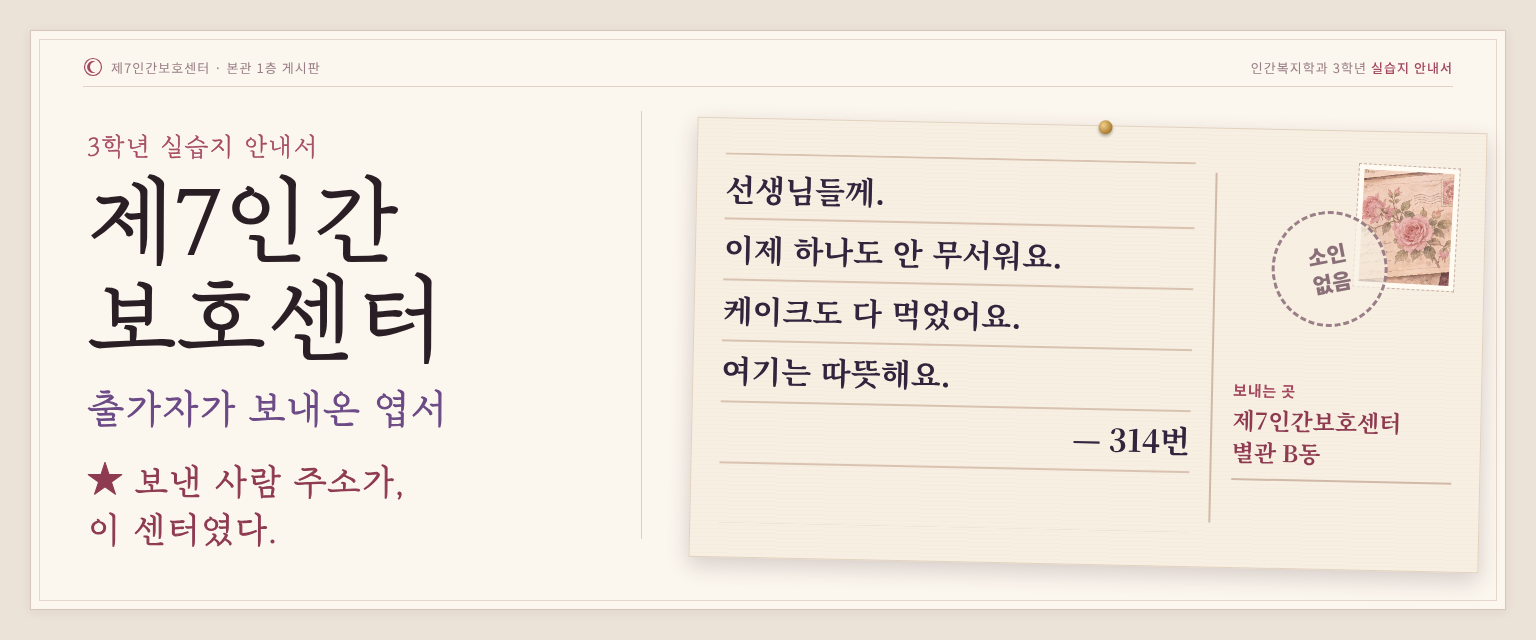 제7인간보호센터 · 본관 1층 게시판
인간복지학과 3학년 실습지 안내서
3학년 실습지 안내서
제7인간
보호센터
출가자가 보내온 엽서
★ 보낸 사람 주소가,
이 센터였다.
선생님들께.
이제 하나도 안 무서워요.
케이크도 다 먹었어요.
여기는 따뜻해요.
— 314번
소인
없음
보내는 곳
제7인간보호센터
별관 B동